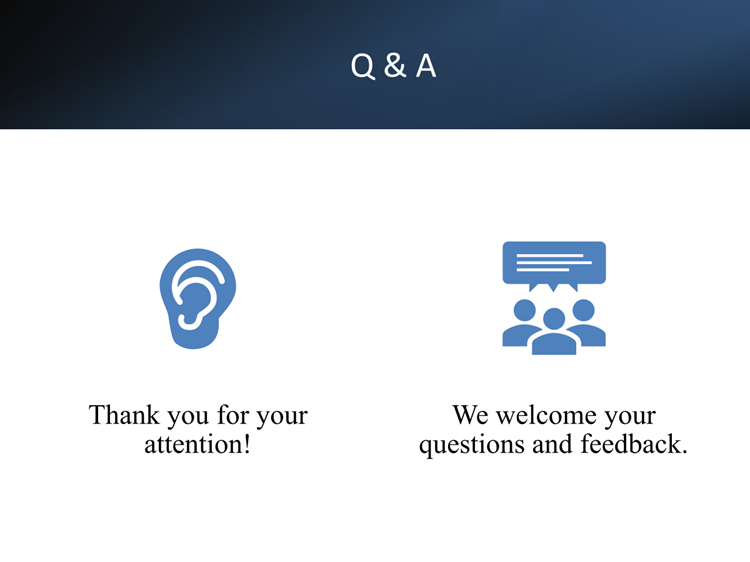 Q & A
Thank you for your
attention!
We welcome your
questions and feedback.